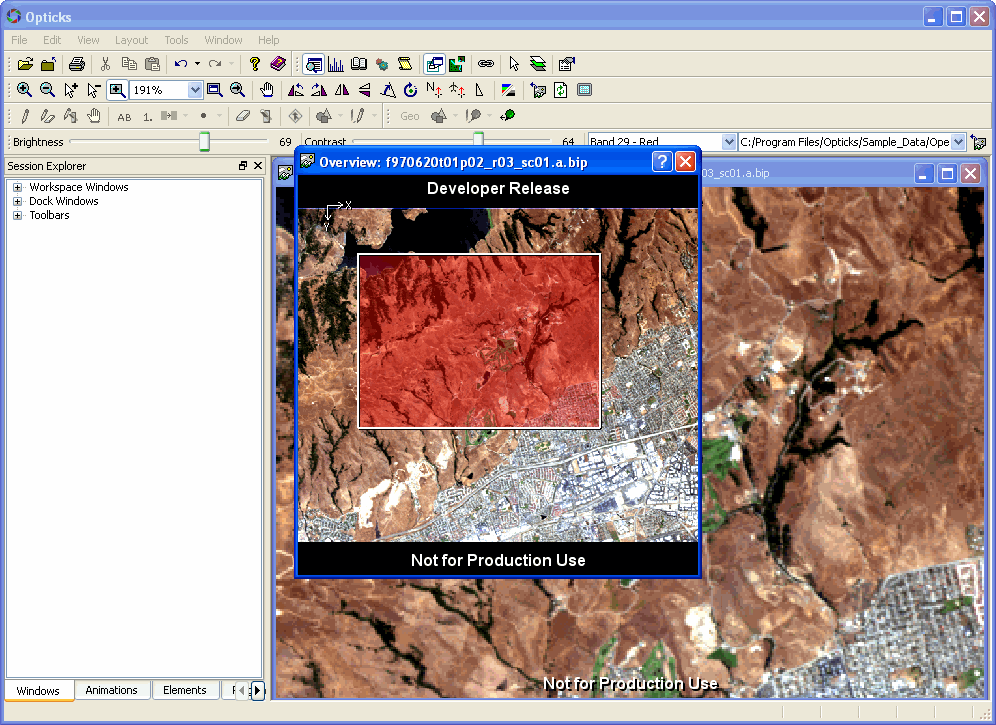 Opticks
File Edit View Layout Tools Window Help
191%
AB 1. Geo
Brightness 69 Contrast 64 Band 29 - Red C:/Program Files/Opticks/Sample_Data/Ope
Session Explorer
Workspace Windows
Dock Windows
Toolbars
Overview: f970620t01p02_r03_sc01.a.bip
03_sc01.a.bip
Developer Release
X
Y
Not for Production Use
Not for Production Use
Windows Animations Elements